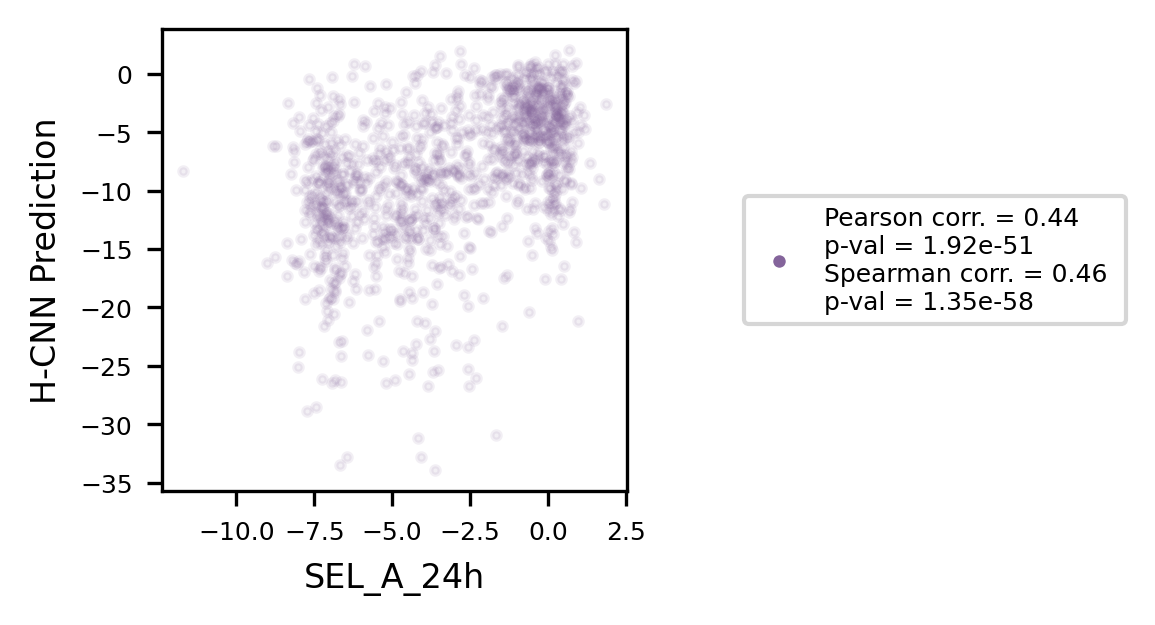 0
−5
−10
−15
−20
−25
−30
−35
H-CNN Prediction
−10.0 −7.5 −5.0 −2.5 0.0 2.5
SEL_A_24h
Pearson corr. = 0.44
p-val = 1.92e-51
Spearman corr. = 0.46
p-val = 1.35e-58